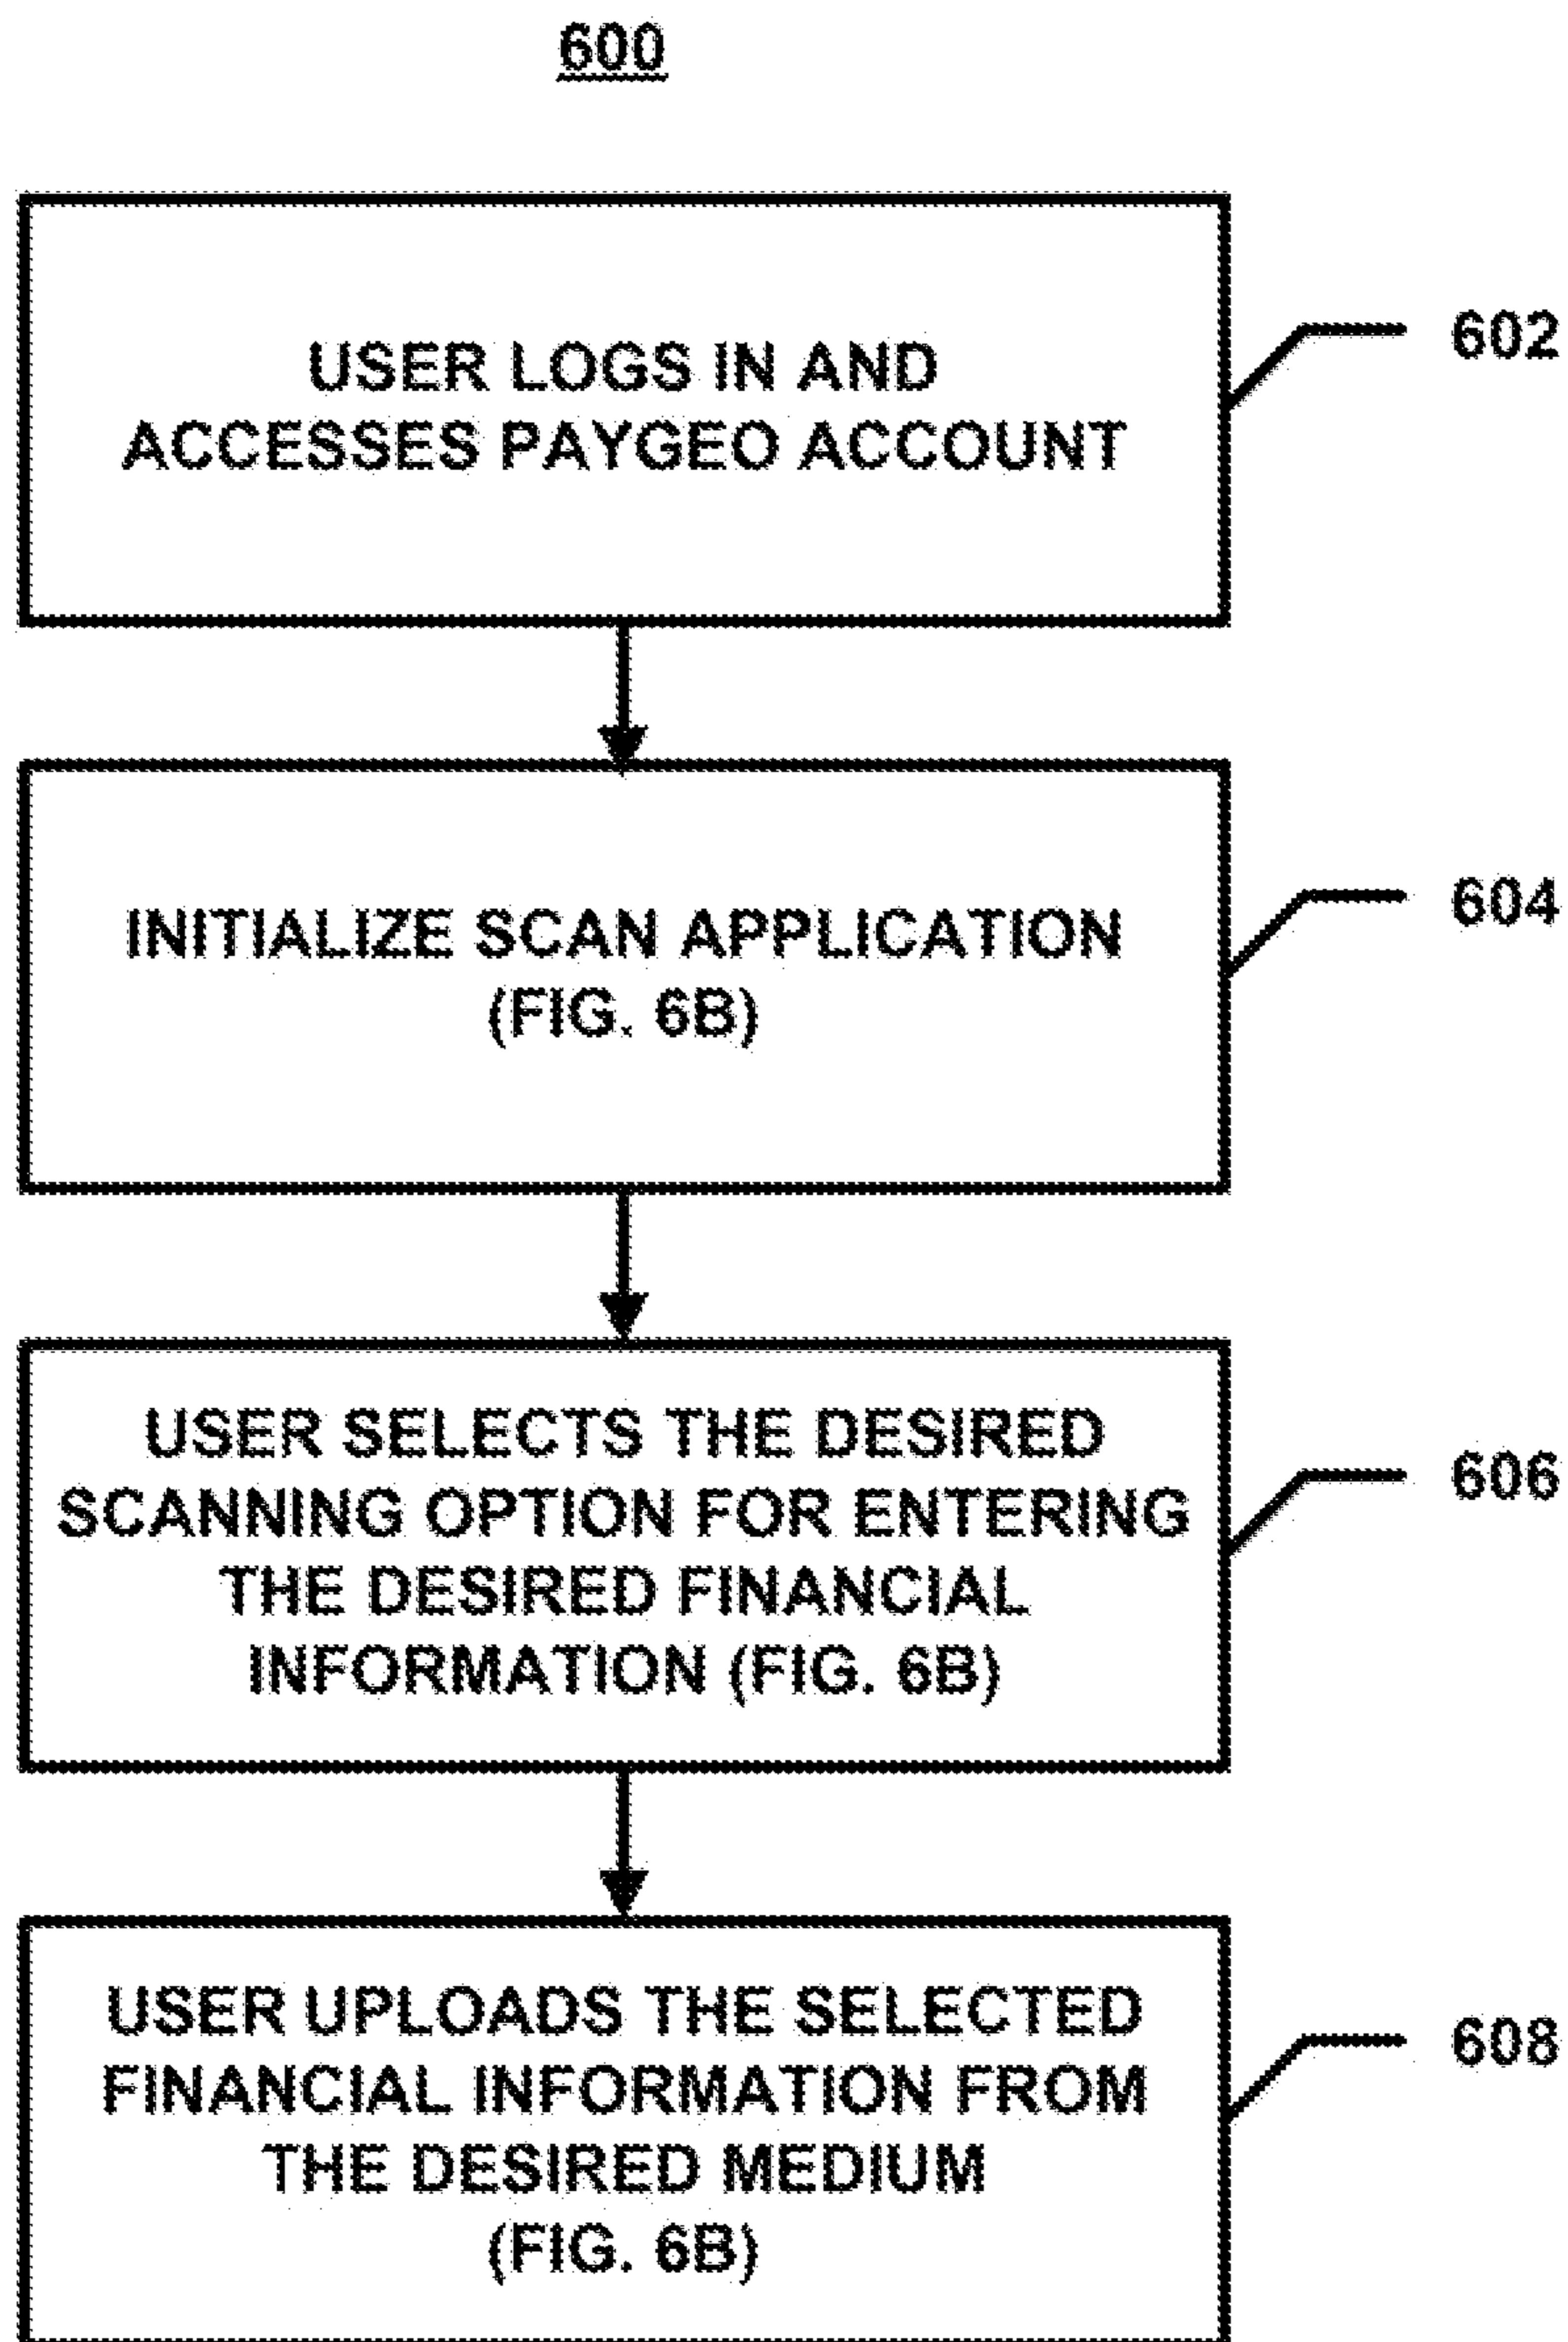 600
USER LOGS IN AND
ACCESSES PAYGEO ACCOUNT
602
INITIALIZE SCAN APPLICATION
(FIG. 6B)
604
USER SELECTS THE DESIRED
SCANNING OPTION FOR ENTERING
THE DESIRED FINANCIAL
INFORMATION (FIG. 6B)
606
USER UPLOADS THE SELECTED
FINANCIAL INFORMATION FROM
THE DESIRED MEDIUM
(FIG. 6B)
608